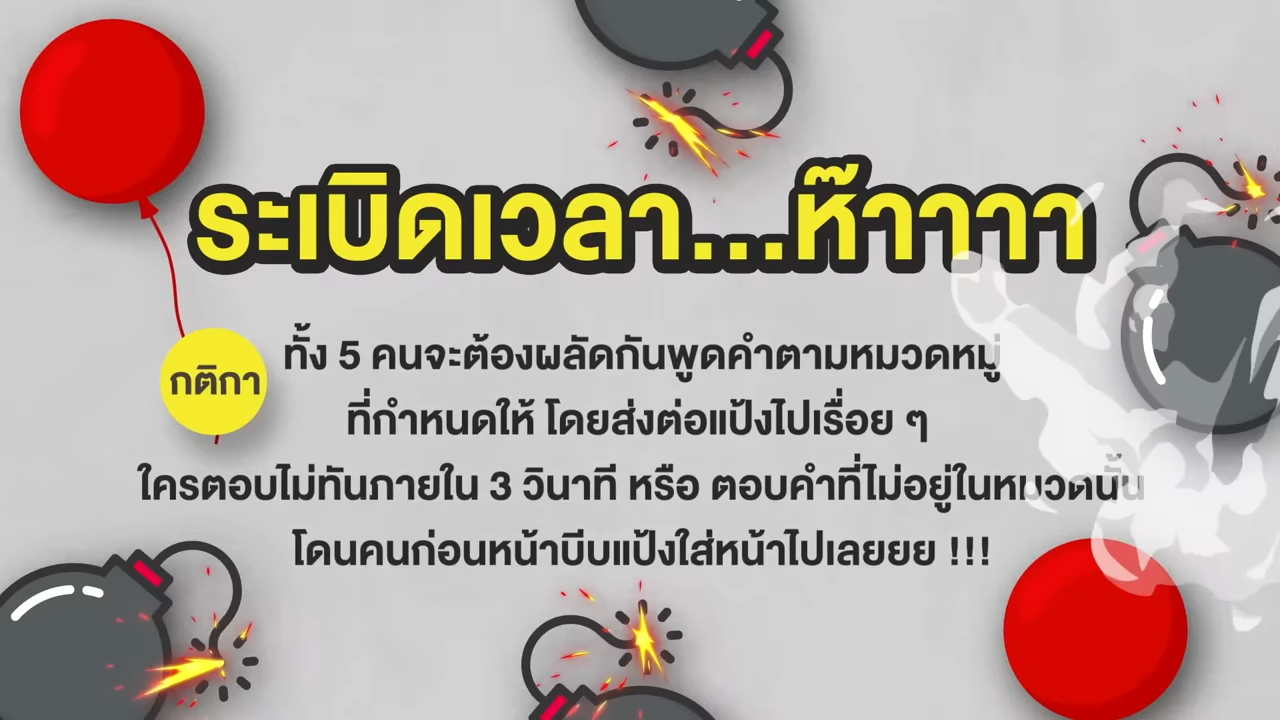 ระเบิดเวลา...ห๊าาาาา
กติกา
ทั้ง 5 คนจะต้องผลัดกันพูดคำตามหมวดหมู่
ที่กำหนดให้ โดยส่งต่อแป้งไปเรื่อย ๆ
ใครตอบไม่ทันภายใน 3 วินาที หรือ ตอบคำที่ไม่อยู่ในหมวดนั้น
โดนคนก่อนหน้าบีบแป้งใส่หน้าไปเลยยย !!!